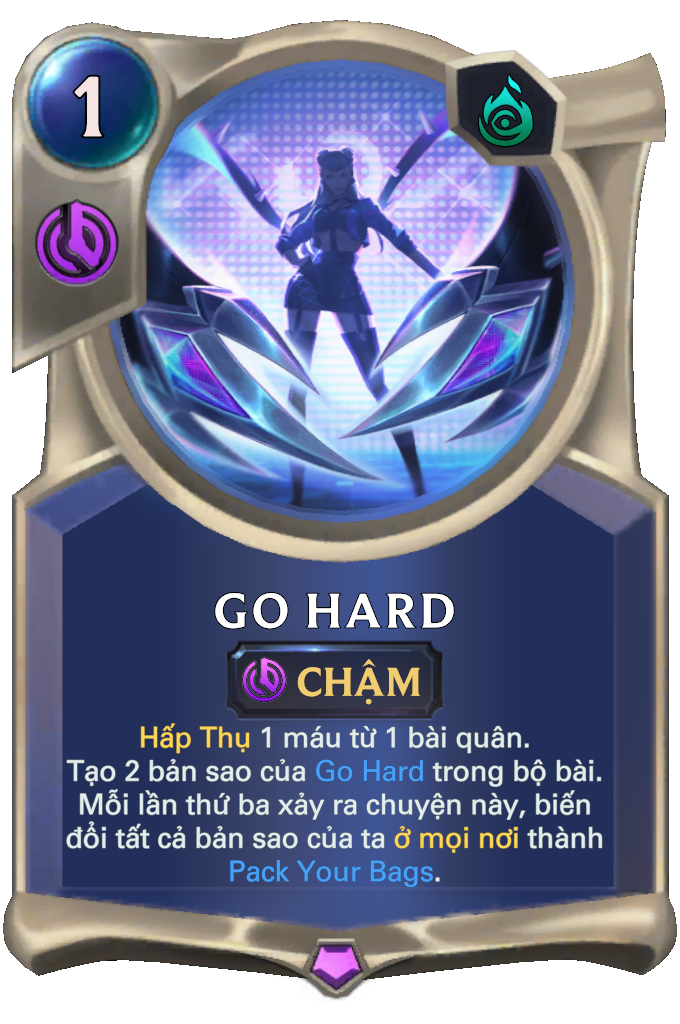 1
GO HARD
CHẬM
Hấp Thụ 1 máu từ 1 bài quân.
Tạo 2 bản sao của Go Hard trong bộ bài.
Mỗi lần thứ ba xảy ra chuyện này, biến
đổi tất cả bản sao của ta ở mọi nơi thành
Pack Your Bags.